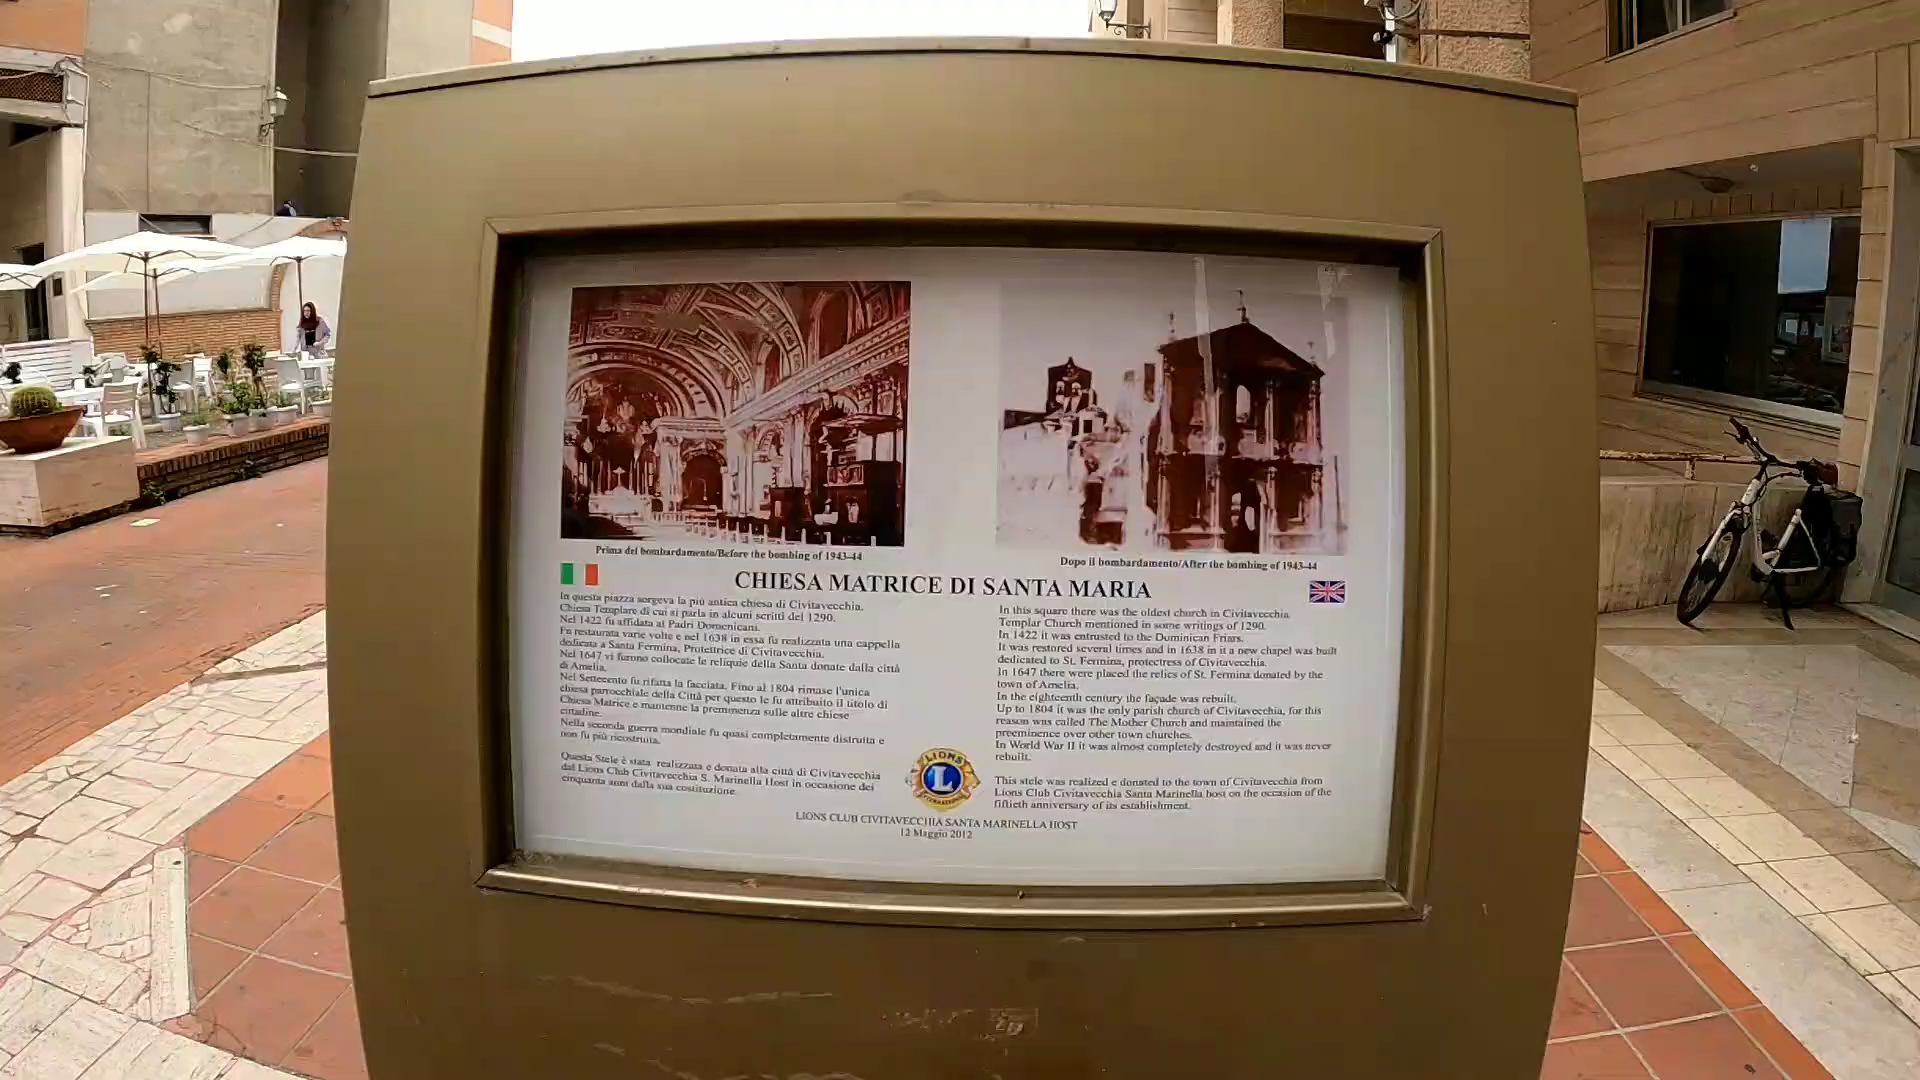 Prima del bombardamento/Before the bombing of 1943-44
Dopo il bombardamento/After the bombing of 1943-44
CHIESA MATRICE DI SANTA MARIA
In questa piazza sorgeva la più antica chiesa di Civitavecchia.
Chiesa Templare di cui si parla in alcuni scritti del 1290.
Nel 1422 fu affidata ai Padri Domenicani.
Fu restaurata varie volte e nel 1638 in essa fu realizzata una cappella
dedicata a Santa Fermina, Protettrice di Civitavecchia.
Nel 1647 vi furono collocate le reliquie della Santa donate dalla città
di Amelia.
Nel Settecento fu rifatta la facciata. Fino al 1804 rimase l'unica
chiesa parrocchiale della Città per questo le fu attribuito il titolo di
Chiesa Matrice e mantenne la preminenza sulle altre chiese
cittadine.
Nella seconda guerra mondiale fu quasi completamente distrutta e
non fu più ricostruita.
Questa Stele è stata realizzata e donata alla città di Civitavecchia
dal Lions Club Civitavecchia S. Marinella Host in occasione dei
cinquanta anni dalla sua costituzione.
In this square there was the oldest church in Civitavecchia
Templar Church mentioned in some writings of 1290.
In 1422 it was entrusted to the Dominican Friars.
It was restored several times and in 1638 in it a new chapel was built
dedicated to St. Fermina, protectress of Civitavecchia.
In 1647 there were placed the relics of St. Fermina donated by the
town of Amelia.
In the eighteenth century the façade was rebuilt.
Up to 1804 it was the only parish church of Civitavecchia, for this
reason was called The Mother Church and maintained the
preeminence over other town churches.
In World War II it was almost completely destroyed and it was never
rebuilt.
This stele was realized e donated to the town of Civitavecchia from
Lions Club Civitavecchia Santa Marinella host on the occasion of the
fiftieth anniversary of its establishment.
LIONS
L
INTERNATIONAL
LIONS CLUB CIVITAVECCHIA SANTA MARINELLA HOST
12 Maggio 2012